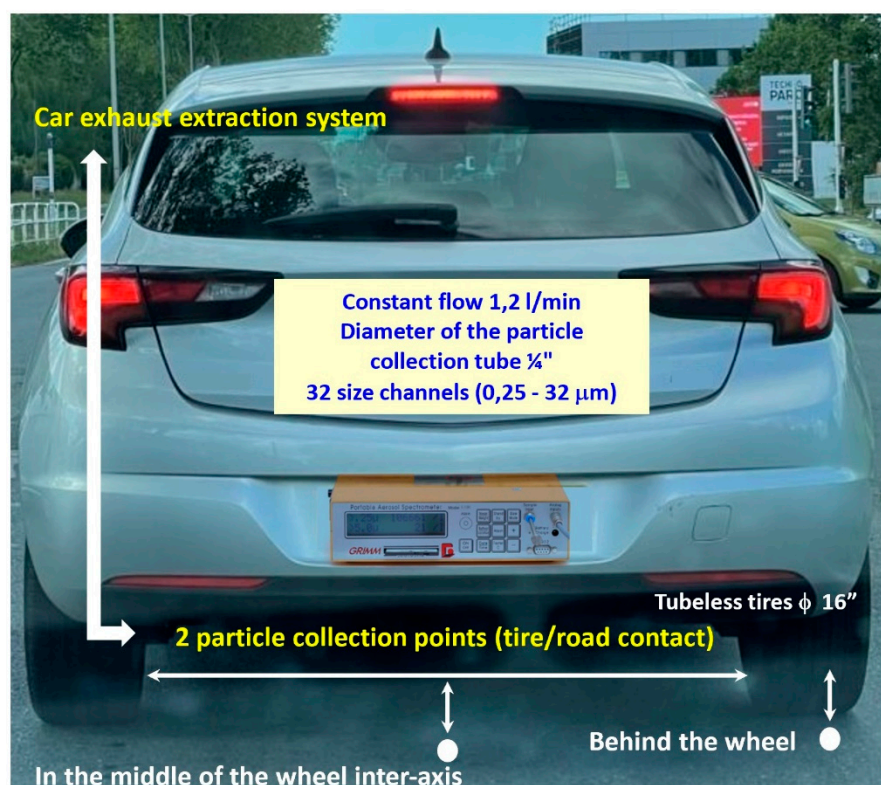 TECH
PARK
Car exhaust extraction system
Constant flow 1,2 l/min
Diameter of the particle
collection tube ¼"
32 size channels (0,25 - 32 μm)
Portable Aerosol Spectrometer
GRIMM
Tubeless tires ϕ 16”
2 particle collection points (tire/road contact)
Behind the wheel
In the middle of the wheel inter-axis